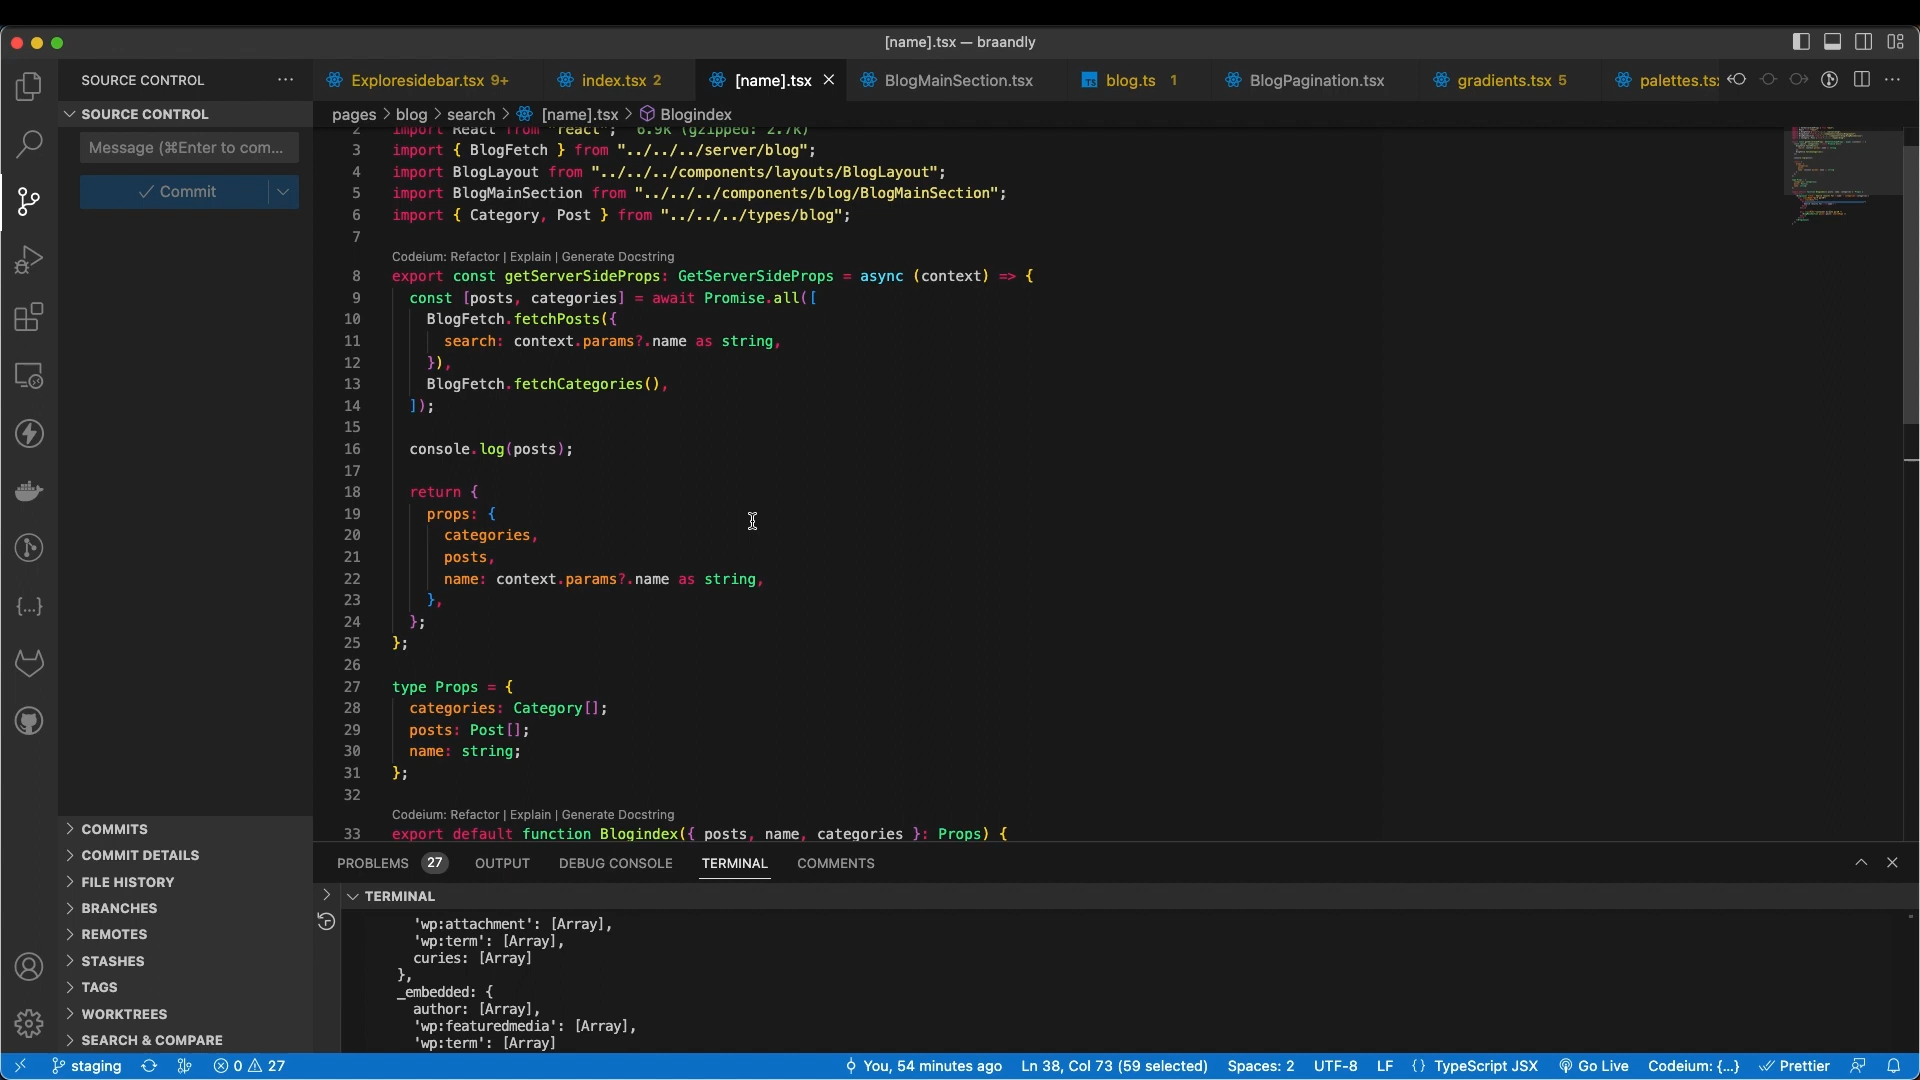 [name].tsx — braandly
SOURCE CONTROL
Exploresidebar.tsx 9+
index.tsx 2
[name].tsx
BlogMainSection.tsx
blog.ts 1
BlogPagination.tsx
gradients.tsx 5
palettes.ts
SOURCE CONTROL
Message (⌘Enter to com...
Commit
pages > blog > search > [name].tsx > Blogindex
2 import React from "react"; 6.9K (gzipped: 2.7K)
3 import { BlogFetch } from "../../../server/blog";
4 import BlogLayout from "../../../components/layouts/BlogLayout";
5 import BlogMainSection from "../../../components/blog/BlogMainSection";
6 import { Category, Post } from "../../../types/blog";
7
Codeium: Refactor | Explain | Generate Docstring
8 export const getServerSideProps: GetServerSideProps = async (context) => {
9 const [posts, categories] = await Promise.all([
10 BlogFetch.fetchPosts({
11 search: context.params?.name as string,
12 }),
13 BlogFetch.fetchCategories(),
14 ]);
15
16 console.log(posts);
17
18 return {
19 props: {
20 categories,
21 posts,
22 name: context.params?.name as string,
23 },
24 };
25 };
26
27 type Props = {
28 categories: Category[];
29 posts: Post[];
30 name: string;
31 };
32
Codeium: Refactor | Explain | Generate Docstring
33 export default function Blogindex({ posts, name, categories }: Props) {
COMMITS
COMMIT DETAILS
FILE HISTORY
BRANCHES
REMOTES
STASHES
TAGS
WORKTREES
SEARCH & COMPARE
PROBLEMS 27 OUTPUT DEBUG CONSOLE TERMINAL COMMENTS
TERMINAL
'wp:attachment': [Array],
'wp:term': [Array],
curies: [Array]
},
_embedded: {
author: [Array],
'wp:featuredmedia': [Array],
'wp:term': [Array]
staging 0 27 You, 54 minutes ago Ln 38, Col 73 (59 selected) Spaces: 2 UTF-8 LF {} TypeScript JSX Go Live Codeium: {...} Prettier